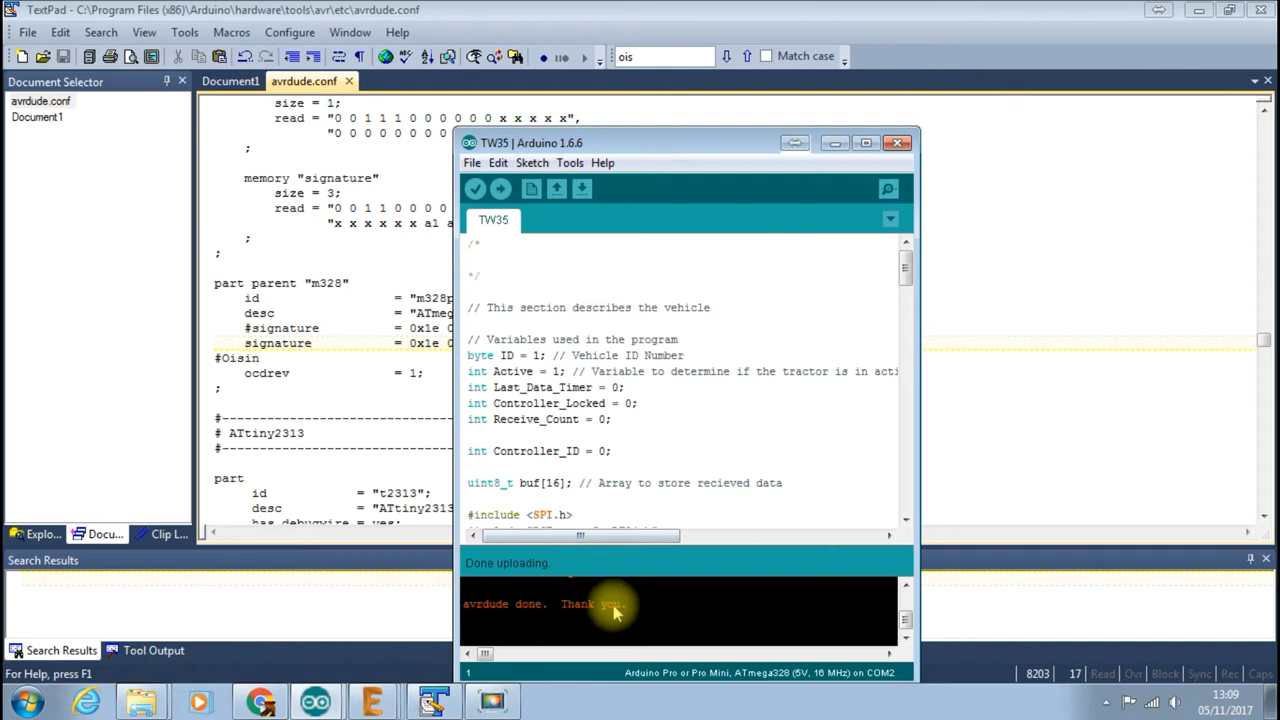 TextPad - C:\Program Files (x86)\Arduino\hardware\tools\avr\etc\avrdude.conf
File Edit Search View Tools Macros Configure Window Help
ois
Match case
Document Selector
avrdude.conf
Document1
Document1
avrdude.conf
size = 1;
read = "0 0 1 1 1 0 0 0 0 0 0 x x x x x",
"0 0 0 0 0 0 0 0
;
memory "signature"
size = 3;
read = "0 0 1 1 0 0 0 0
"x x x x x x a1 a
;
;
part parent "m328"
id = "m328p
desc = "ATmeg
#signature = 0x1e 0
signature = 0x1e 0
#Oisin
ocdrev = 1;
;
#------------------------------
# ATtiny2313
#------------------------------
part
id = "t2313";
desc = "ATtiny2313
has_debugwire = yes;
Explo...
Docu...
Clip L...
TW35 | Arduino 1.6.6
File Edit Sketch Tools Help
TW35
/*
*/
// This section describes the vehicle
// Variables used in the program
byte ID = 1; // Vehicle ID Number
int Active = 1; // Variable to determine if the tractor is in acti
int Last_Data_Timer = 0;
int Controller_Locked = 0;
int Receive_Count = 0;
int Controller_ID = 0;
uint8_t buf[16]; // Array to store recieved data
#include <SPI.h>
Done uploading.
avrdude done. Thank you.
1
Arduino Pro or Pro Mini, ATmega328 (5V, 16 MHz) on COM2
Search Results
Search Results
Tool Output
For Help, press F1
8203 17 Read Ovr Block Sync Rec Caps
13:09
05/11/2017